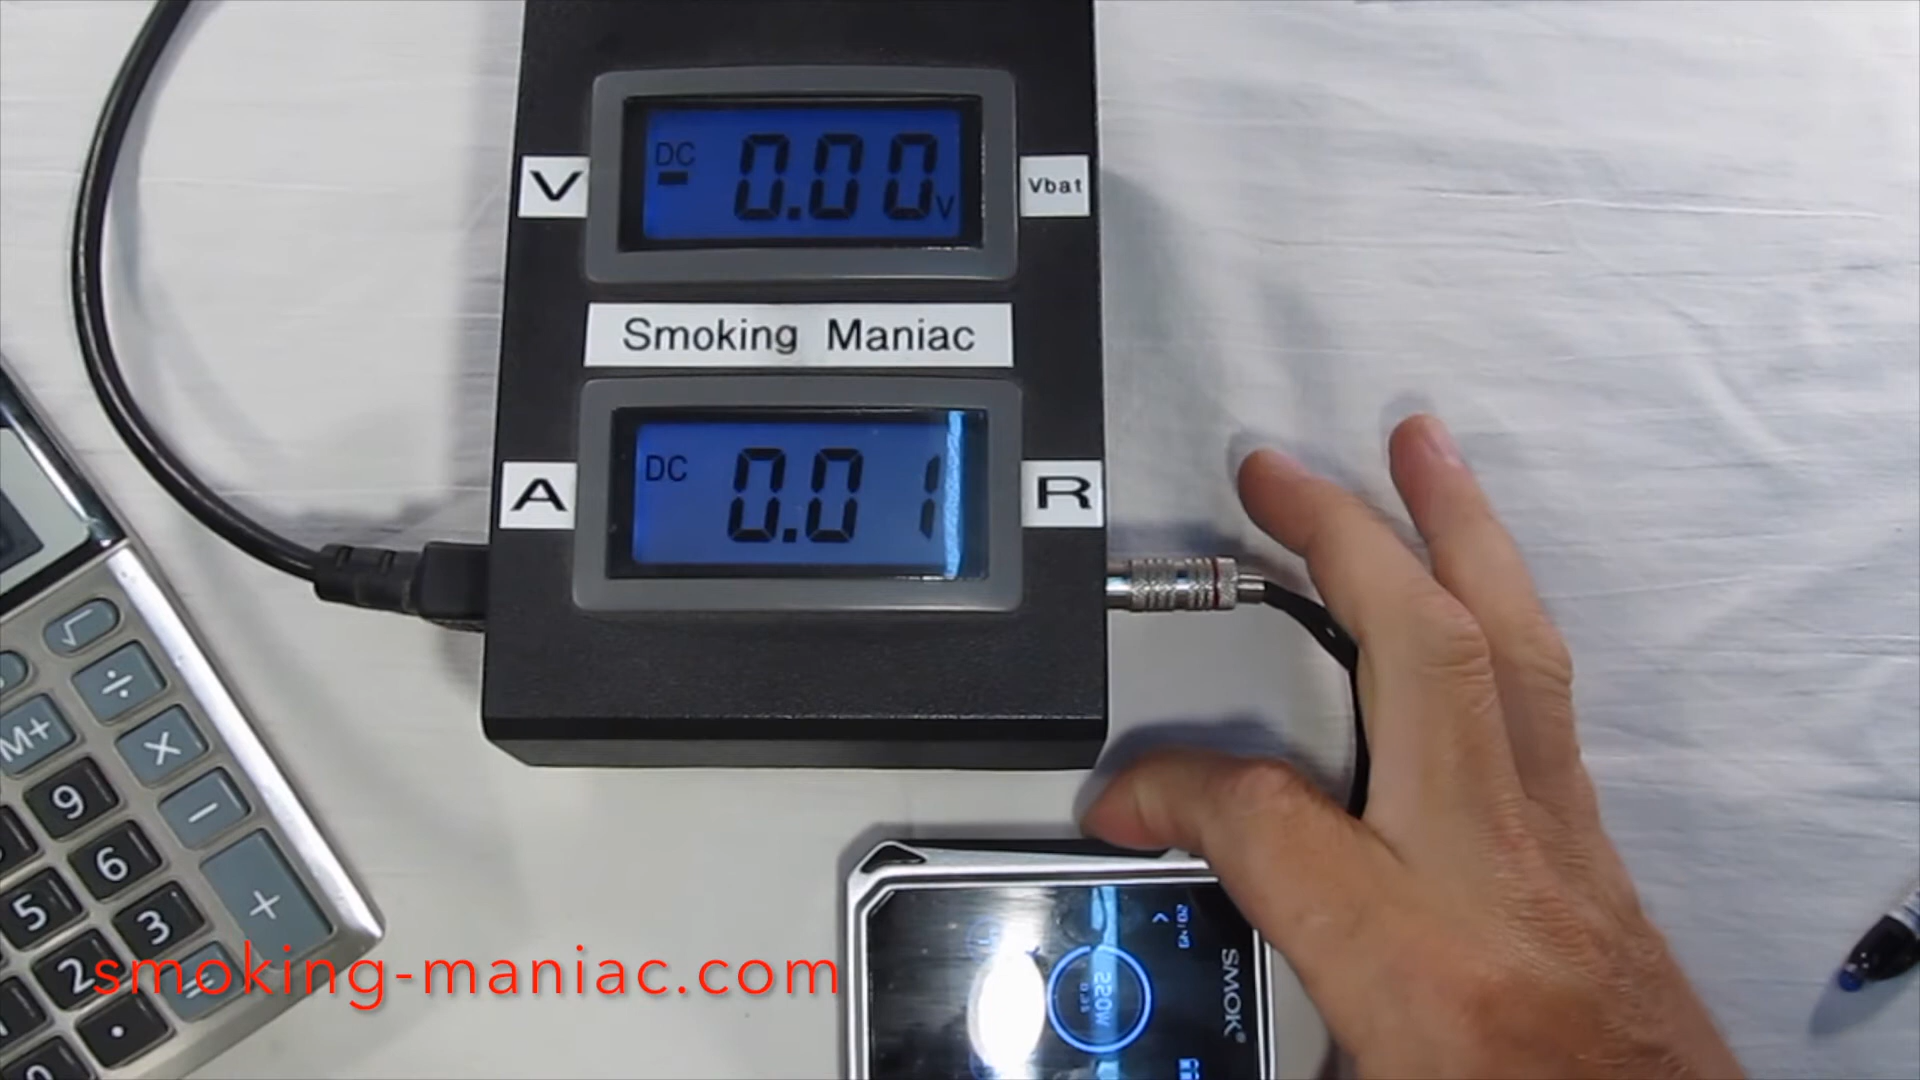 DC
- 0.00 V
V
Vbat
Smoking Maniac
DC
0.01
A
R
√
÷
M+
×
9
−
6
+
5
3
2
=
.
0
smoking-maniac.com
SMOK®
220W